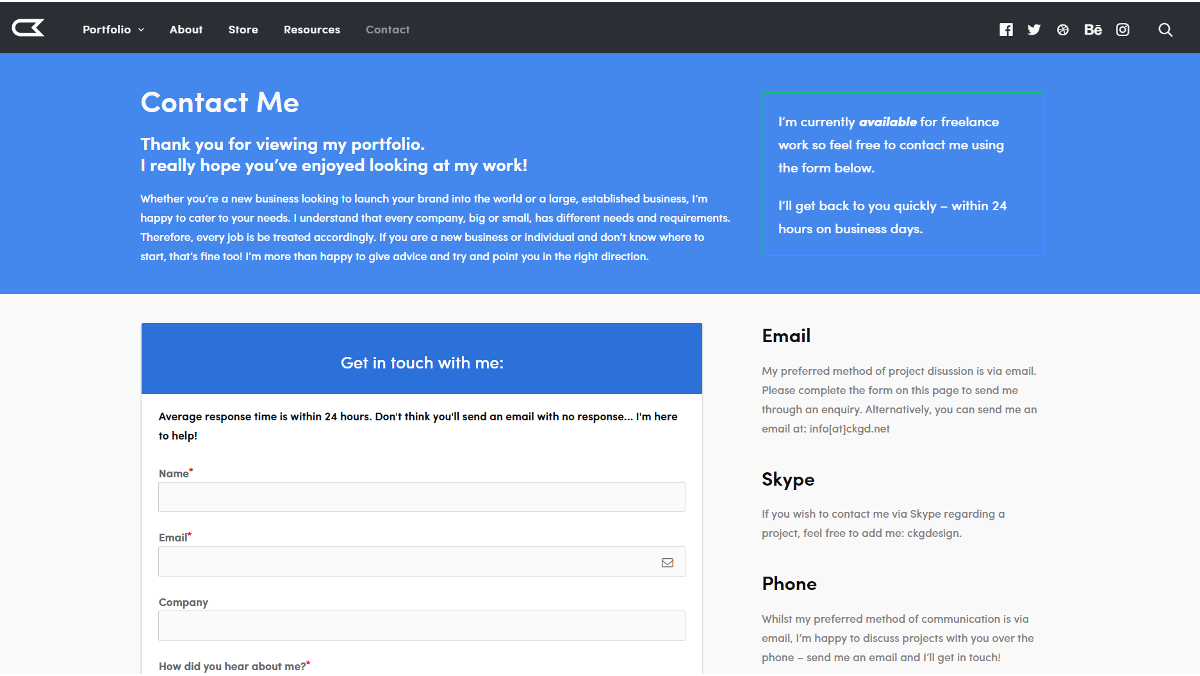 Portfolio
About
Store
Resources
Contact
Bē
Contact Me
Thank you for viewing my portfolio.
I really hope you’ve enjoyed looking at my work!
Whether you’re a new business looking to launch your brand into the world or a large, established business, I’m
happy to cater to your needs. I understand that every company, big or small, has different needs and requirements.
Therefore, every job is be treated accordingly. If you are a new business or individual and don’t know where to
start, that’s fine too! I’m more than happy to give advice and try and point you in the right direction.
I’m currently available for freelance
work so feel free to contact me using
the form below.
I’ll get back to you quickly – within 24
hours on business days.
Get in touch with me:
Average response time is within 24 hours. Don't think you'll send an email with no response... I'm here
to help!
Name*
Email*
Company
How did you hear about me?*
Email
My preferred method of project disussion is via email.
Please complete the form on this page to send me
through an enquiry. Alternatively, you can send me an
email at: info[at]ckgd.net
Skype
If you wish to contact me via Skype regarding a
project, feel free to add me: ckgdesign.
Phone
Whilst my preferred method of communication is via
email, I’m happy to discuss projects with you over the
phone – send me an email and I’ll get in touch!